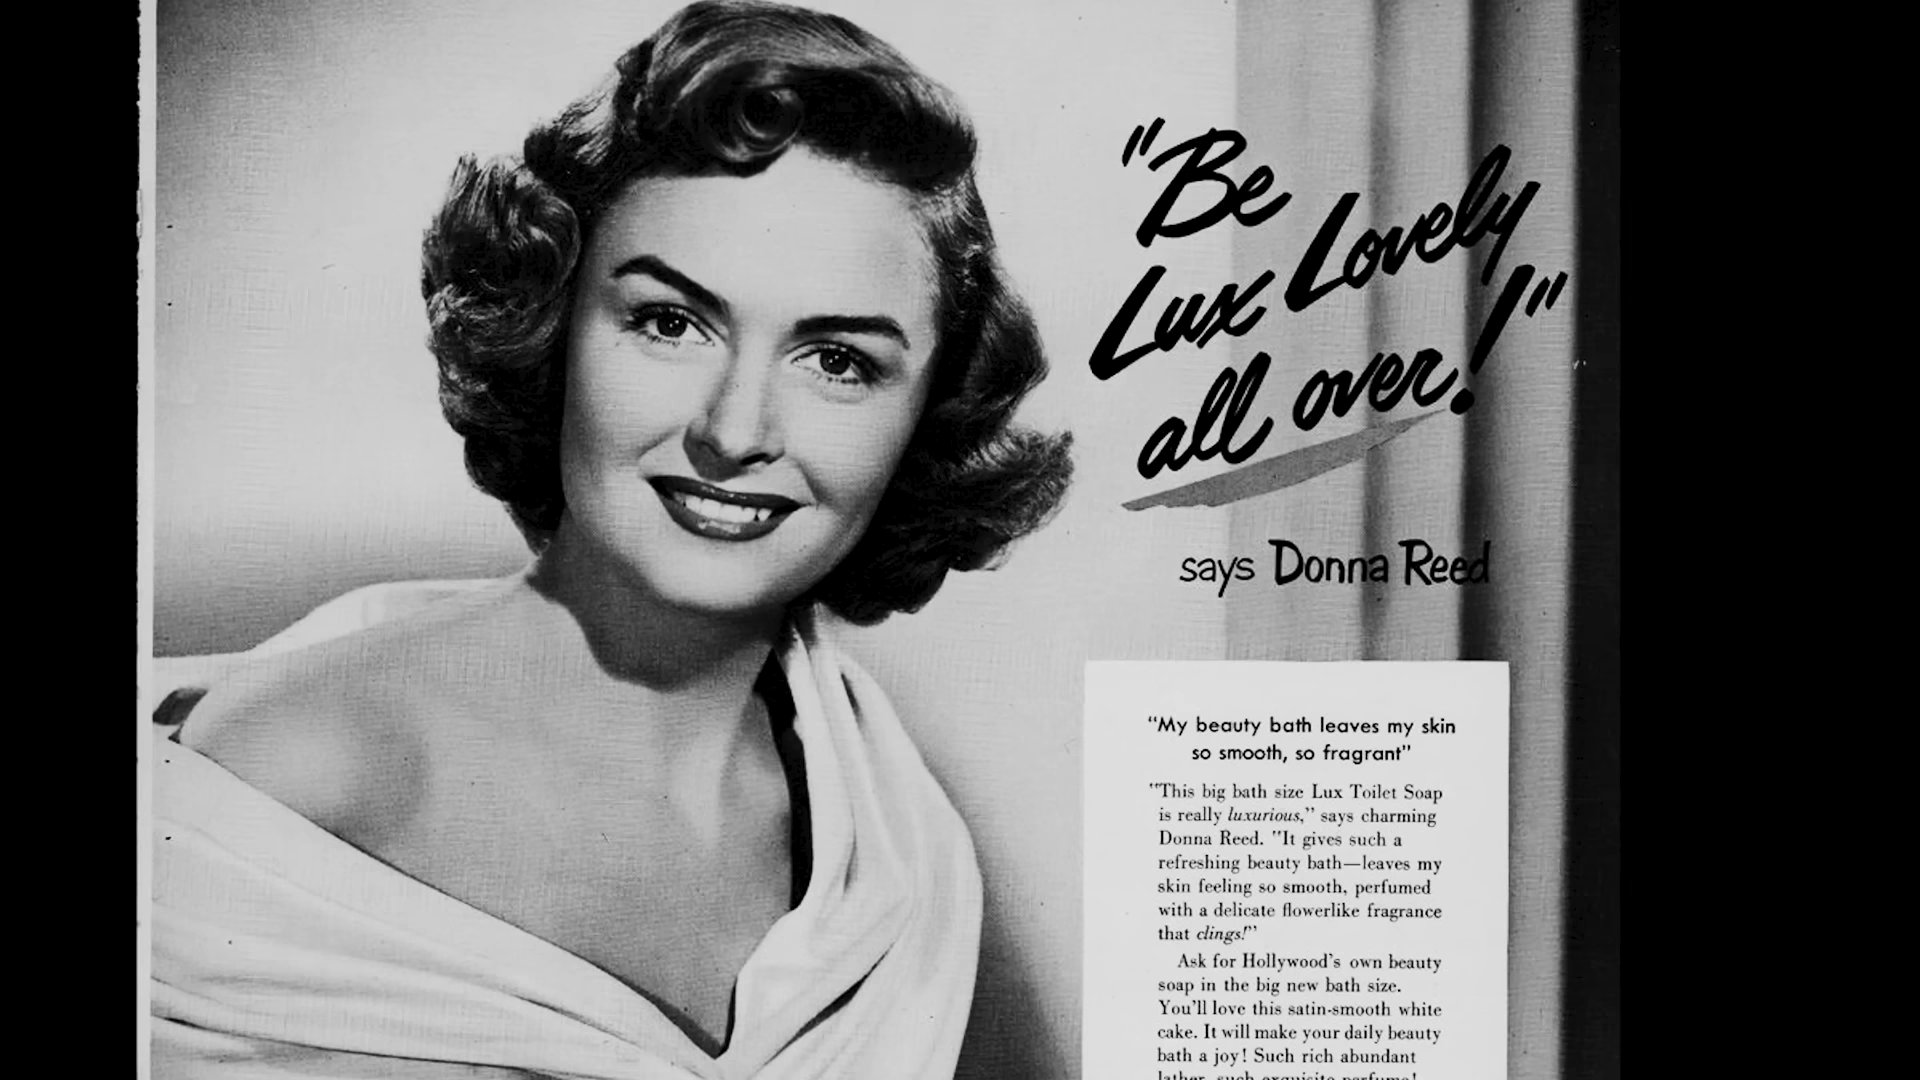 "Be
Lux Lovely
all over!"
says Donna Reed
"My beauty bath leaves my skin
so smooth, so fragrant"
"This big bath size Lux Toilet Soap
is really luxurious," says charming
Donna Reed. "It gives such a
refreshing beauty bath—leaves my
skin feeling so smooth, perfumed
with a delicate flowerlike fragrance
that clings!"
Ask for Hollywood's own beauty
soap in the big new bath size.
You'll love this satin-smooth white
cake. It will make your daily beauty
bath a joy! Such rich abundant
lather, such exquisite perfume!